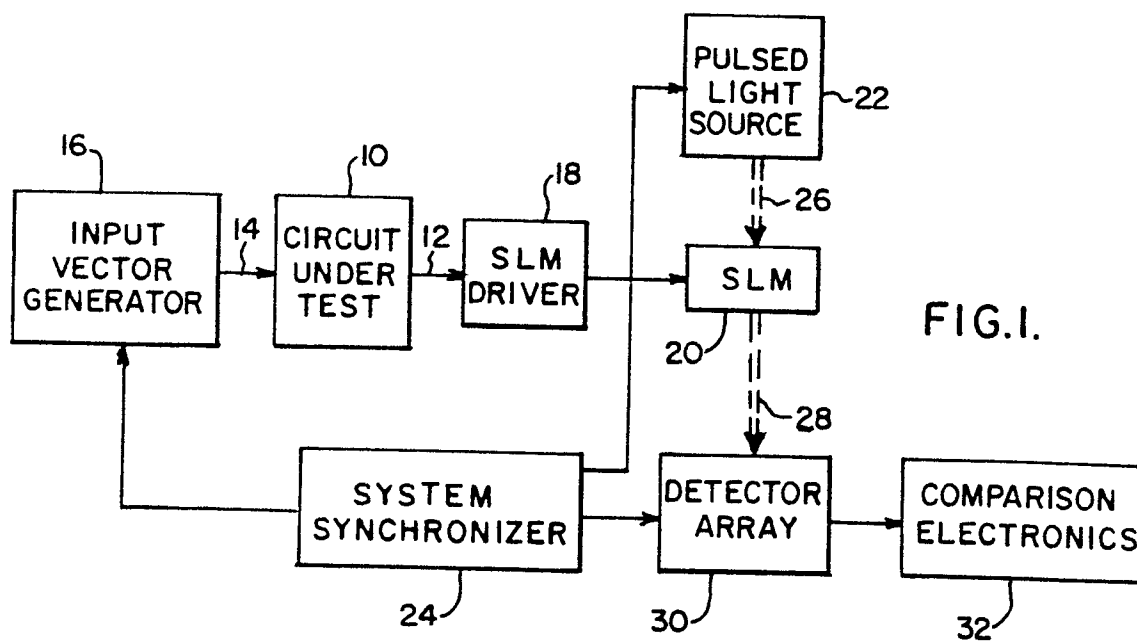 PULSED
LIGHT
SOURCE
22
16
10
18
26
INPUT
VECTOR
GENERATOR
14
CIRCUIT
UNDER
TEST
12
SLM
DRIVER
SLM
20
FIG.1.
28
SYSTEM
SYNCHRONIZER
DETECTOR
ARRAY
COMPARISON
ELECTRONICS
24
30
32